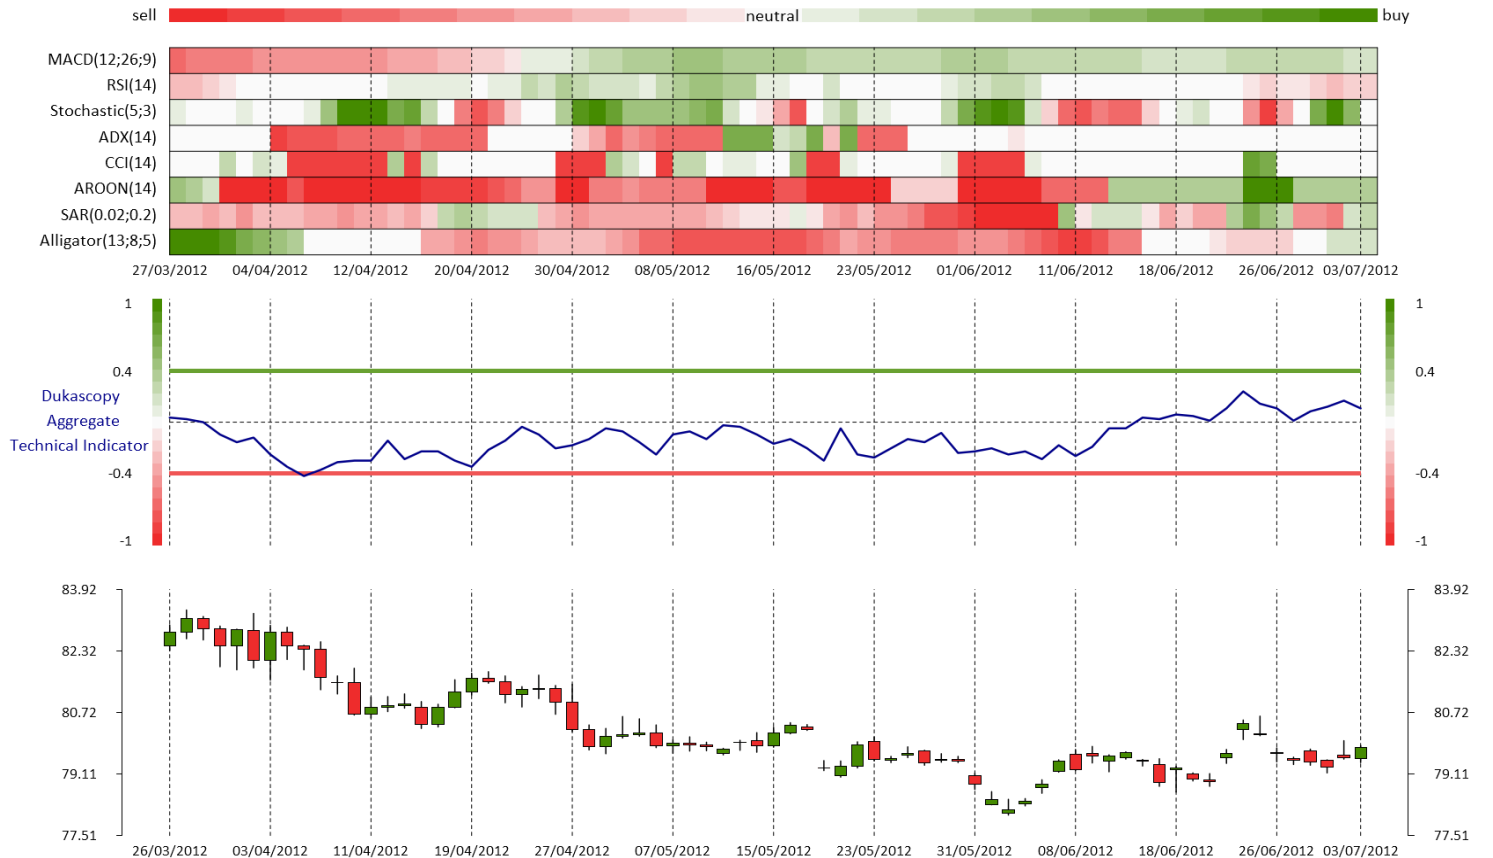 sell neutral buy
MACD(12;26;9)
RSI(14)
Stochastic(5;3)
ADX(14)
CCI(14)
AROON(14)
SAR(0.02;0.2)
Alligator(13;8;5)
27/03/2012 04/04/2012 12/04/2012 20/04/2012 30/04/2012 08/05/2012 16/05/2012 23/05/2012 01/06/2012 11/06/2012 18/06/2012 26/06/2012 03/07/2012
1 1
0.4 0.4
Dukascopy
Aggregate
Technical Indicator
-0.4 -0.4
-1 -1
83.92 83.92
82.32 82.32
80.72 80.72
79.11 79.11
77.51 77.51
26/03/2012 03/04/2012 11/04/2012 19/04/2012 27/04/2012 07/05/2012 15/05/2012 23/05/2012 31/05/2012 08/06/2012 18/06/2012 26/06/2012 03/07/2012